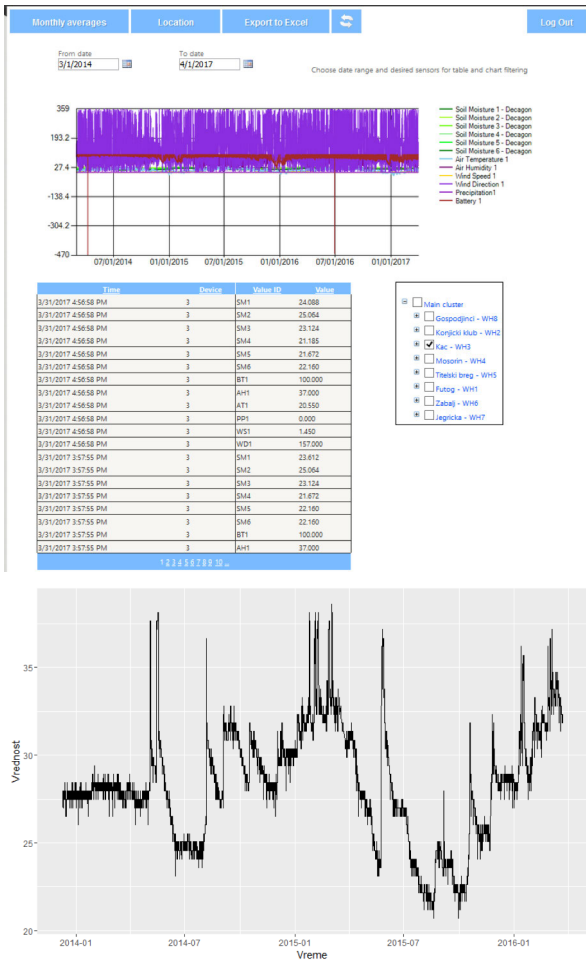 Monthly averages Location Export to Excel Log Out
From date To date
3/1/2014 4/1/2017
Choose date range and desired sensors for table and chart filtering
359
193.2
27.4
-138.4
-304.2
-470
07/01/2014 01/01/2015 07/01/2015 01/01/2016 07/01/2016 01/01/2017
Soil Moisture 1 - Decagon
Soil Moisture 2 - Decagon
Soil Moisture 3 - Decagon
Soil Moisture 4 - Decagon
Soil Moisture 5 - Decagon
Soil Moisture 6 - Decagon
Air Temperature 1
Air Humidity 1
Wind Speed 1
Wind Direction 1
Precipitation1
Battery 1
Time Device Value ID Value
3/31/2017 4:56:58 PM 3 SM1 24.088
3/31/2017 4:56:58 PM 3 SM2 25.064
3/31/2017 4:56:58 PM 3 SM3 23.124
3/31/2017 4:56:58 PM 3 SM4 21.185
3/31/2017 4:56:58 PM 3 SM5 21.672
3/31/2017 4:56:58 PM 3 SM6 22.160
3/31/2017 4:56:58 PM 3 BT1 100.000
3/31/2017 4:56:58 PM 3 AH1 37.000
3/31/2017 4:56:58 PM 3 AT1 20.550
3/31/2017 4:56:58 PM 3 PP1 0.000
3/31/2017 4:56:58 PM 3 WS1 1.450
3/31/2017 4:56:58 PM 3 WD1 157.000
3/31/2017 3:57:55 PM 3 SM1 23.612
3/31/2017 3:57:55 PM 3 SM2 25.064
3/31/2017 3:57:55 PM 3 SM3 23.124
3/31/2017 3:57:55 PM 3 SM4 21.672
3/31/2017 3:57:55 PM 3 SM5 22.160
3/31/2017 3:57:55 PM 3 SM6 22.160
3/31/2017 3:57:55 PM 3 BT1 100.000
3/31/2017 3:57:55 PM 3 AH1 37.000
1 2 3 4 5 6 7 8 9 10 ...
Main cluster
Gospodjinci - WH8
Konjicki klub - WH2
Kac - WH3
Mosorin - WH4
Titelski breg - WH5
Futog - WH1
Zabalj - WH6
Jegricka - WH7
Vrednost
35
30
25
20
2014-01 2014-07 2015-01 2015-07 2016-01
Vreme